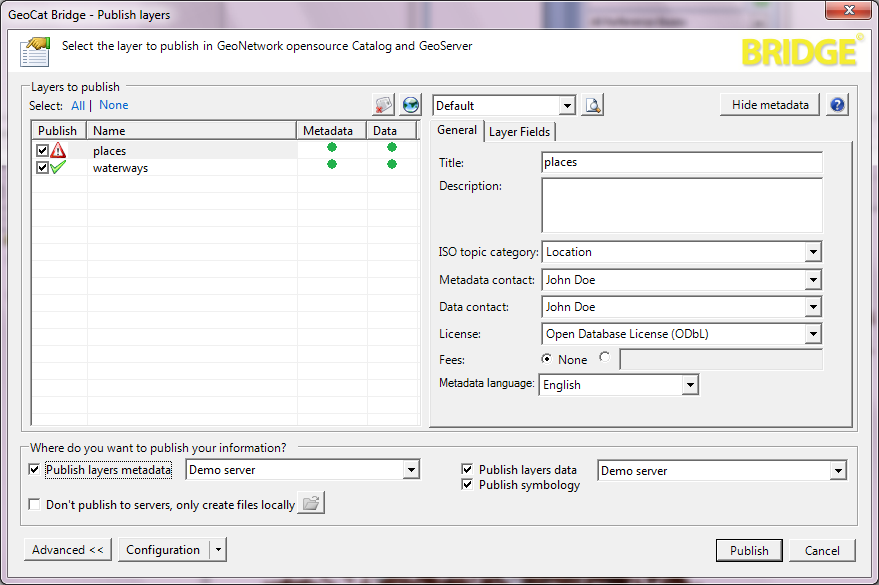 GeoCat Bridge - Publish layers
Select the layer to publish in GeoNetwork opensource Catalog and GeoServer
BRIDGE©
Layers to publish
Select: All | None
Default
Hide metadata
?
Publish Name Metadata Data
places
waterways
General Layer Fields
Title: places
Description:
ISO topic category: Location
Metadata contact: John Doe
Data contact: John Doe
License: Open Database License (ODbL)
Fees: None
Metadata language: English
Where do you want to publish your information?
Publish layers metadata Demo server
Publish layers data Demo server
Publish symbology
Don't publish to servers, only create files locally
Advanced << Configuration
Publish Cancel